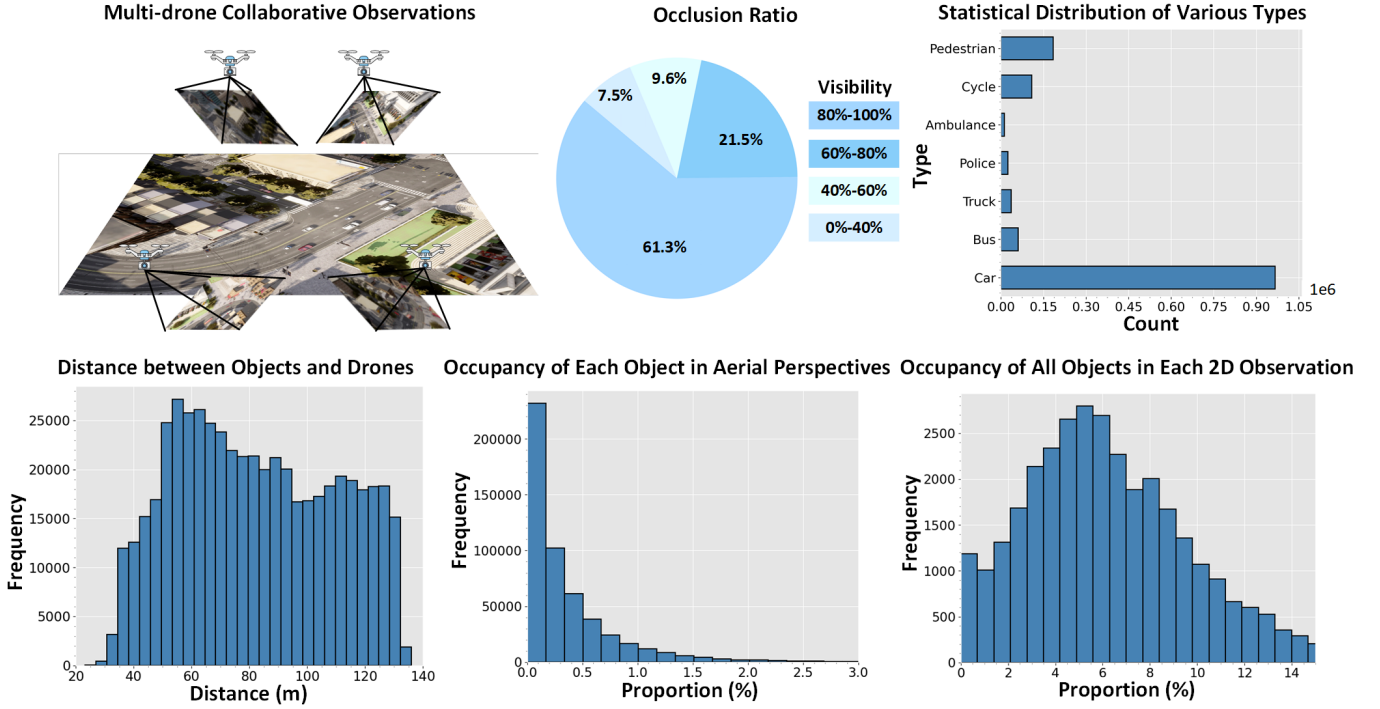 Multi-drone Collaborative Observations
Occlusion Ratio
7.5%
9.6%
21.5%
61.3%
Visibility
80%-100%
60%-80%
40%-60%
0%-40%
Statistical Distribution of Various Types
Type
Pedestrian
Cycle
Ambulance
Police
Truck
Bus
Car
0.00 0.15 0.30 0.45 0.60 0.75 0.90 1.05
1e6
Count
Distance between Objects and Drones
Frequency
25000
20000
15000
10000
5000
0
20 40 60 80 100 120 140
Distance (m)
Occupancy of Each Object in Aerial Perspectives
Frequency
200000
150000
100000
50000
0
0.0 0.5 1.0 1.5 2.0 2.5 3.0
Proportion (%)
Occupancy of All Objects in Each 2D Observation
Frequency
2500
2000
1500
1000
500
0
0 2 4 6 8 10 12 14
Proportion (%)